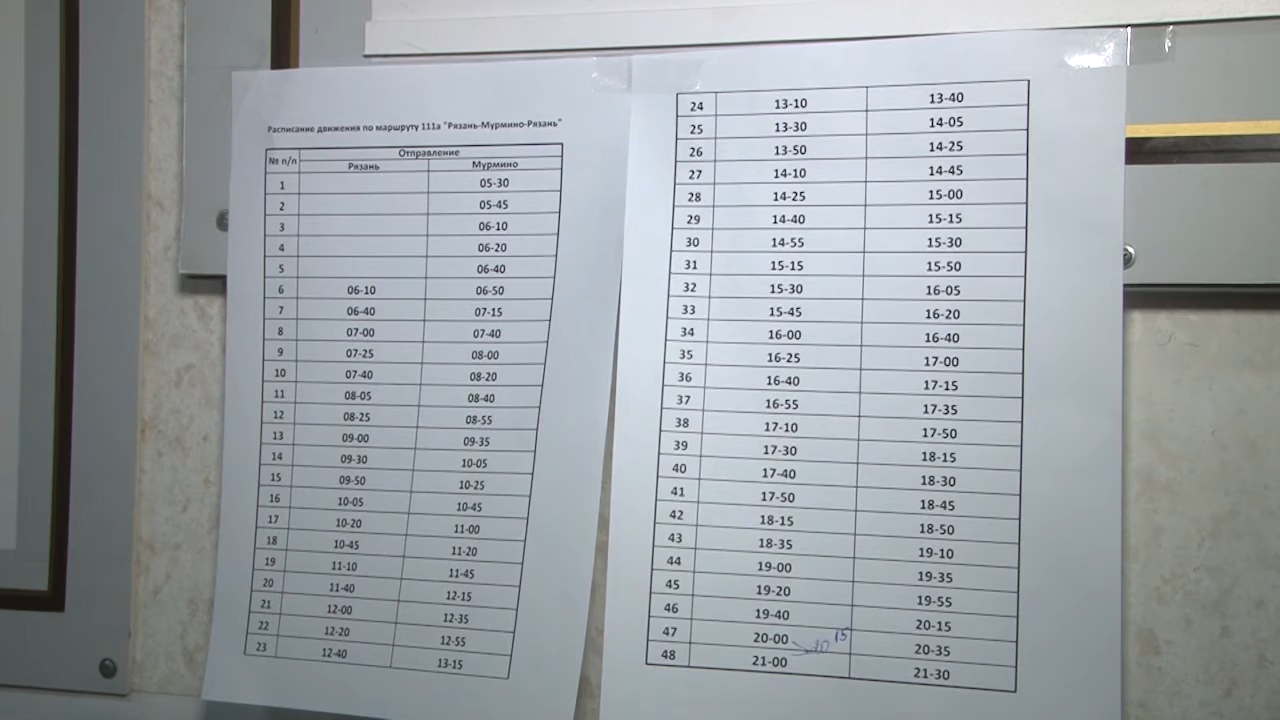 Расписание движения по маршруту 111а "Рязань-Мурмино-Рязань"
№ п/п Отправление
Рязань Мурмино
1 05-30
2 05-45
3 06-10
4 06-20
5 06-40
6 06-10 06-50
7 06-40 07-15
8 07-00 07-40
9 07-25 08-00
10 07-40 08-20
11 08-05 08-40
12 08-25 08-55
13 09-00 09-35
14 09-30 10-05
15 09-50 10-25
16 10-05 10-45
17 10-20 11-00
18 10-45 11-20
19 11-10 11-45
20 11-40 12-15
21 12-00 12-35
22 12-20 12-55
23 12-40 13-15
24 13-10 13-40
25 13-30 14-05
26 13-50 14-25
27 14-10 14-45
28 14-25 15-00
29 14-40 15-15
30 14-55 15-30
31 15-15 15-50
32 15-30 16-05
33 15-45 16-20
34 16-00 16-40
35 16-25 17-00
36 16-40 17-15
37 16-55 17-35
38 17-10 17-50
39 17-30 18-15
40 17-40 18-30
41 17-50 18-45
42 18-15 18-50
43 18-35 19-10
44 19-00 19-35
45 19-20 19-55
46 19-40 20-15
47 20-00 20 15 20-35
48 21-00 21-30